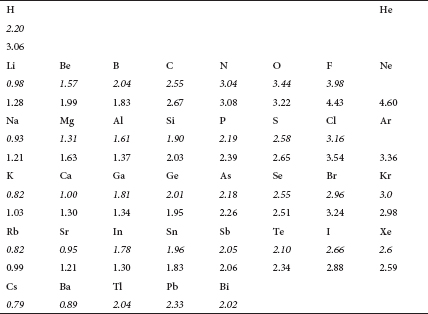 H He
2.20
3.06
Li Be B C N O F Ne
0.98 1.57 2.04 2.55 3.04 3.44 3.98
1.28 1.99 1.83 2.67 3.08 3.22 4.43 4.60
Na Mg Al Si P S Cl Ar
0.93 1.31 1.61 1.90 2.19 2.58 3.16
1.21 1.63 1.37 2.03 2.39 2.65 3.54 3.36
K Ca Ga Ge As Se Br Kr
0.82 1.00 1.81 2.01 2.18 2.55 2.96 3.0
1.03 1.30 1.34 1.95 2.26 2.51 3.24 2.98
Rb Sr In Sn Sb Te I Xe
0.82 0.95 1.78 1.96 2.05 2.10 2.66 2.6
0.99 1.21 1.30 1.83 2.06 2.34 2.88 2.59
Cs Ba Tl Pb Bi
0.79 0.89 2.04 2.33 2.02